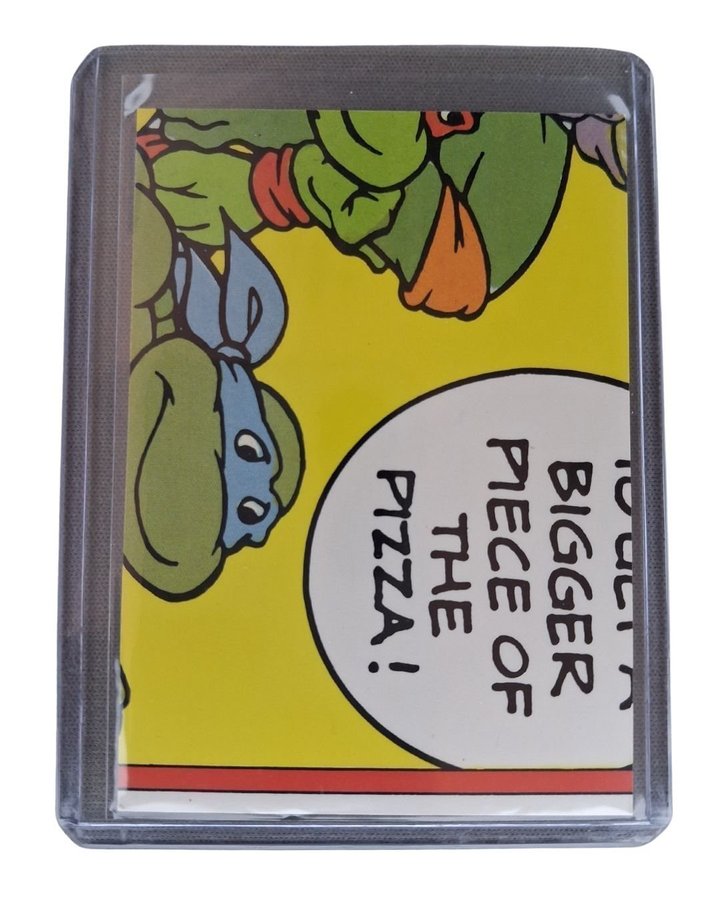 BIGGER
PIECE OF
THE
PIZZA!